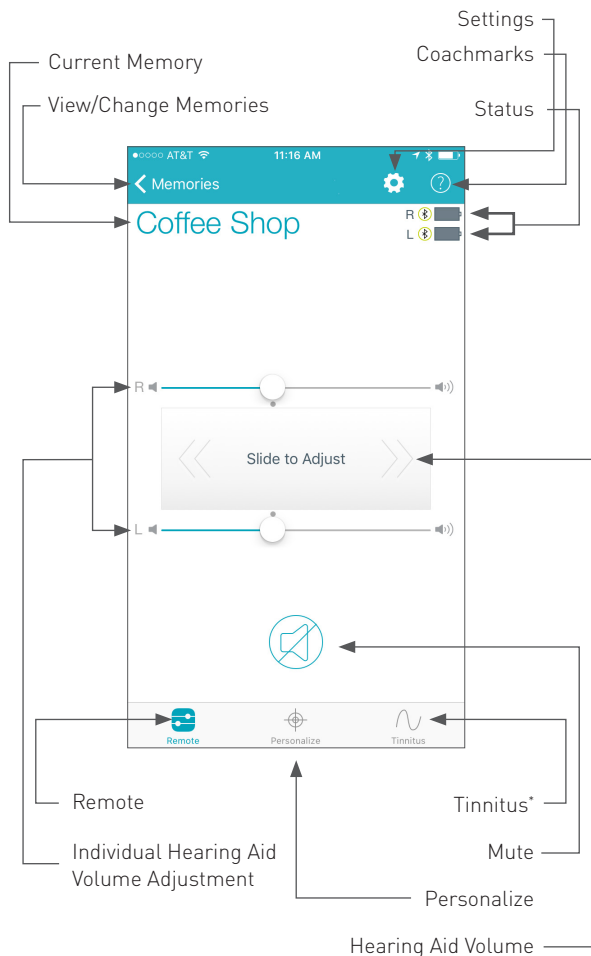 Settings
Coachmarks
Current Memory
View/Change Memories
Status
AT&T 11:16 AM
Memories ?
Coffee Shop
R
L
R
Slide to Adjust
L
Remote Personalize Tinnitus
Remote
Tinnitus*
Individual Hearing Aid
Volume Adjustment
Mute
Personalize
Hearing Aid Volume